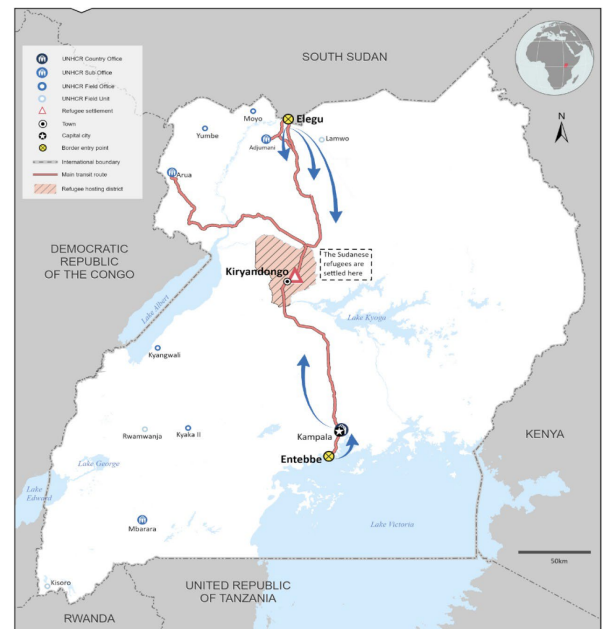 SOUTH SUDAN
UNHCR Country Office
UNHCR Sub Office
UNHCR Field Office
UNHCR Field Unit
Refugee settlement
Town
Capital city
Border entry point
International boundary
Main transit route
Refugee hosting district
N
Moyo
Elegu
Yumbe
Adjumani
Lamwo
Arua
DEMOCRATIC
REPUBLIC
OF THE CONGO
The Sudanese
refugees are
settled here
Kiryandongo
Lake Albert
Lake Kyoga
Kyangwali
Rwamwanja
Kyaka II
Kampala
KENYA
Entebbe
Lake George
Lake
Edward
Mbarara
Lake Victoria
50km
Kisoro
UNITED REPUBLIC
OF TANZANIA
RWANDA